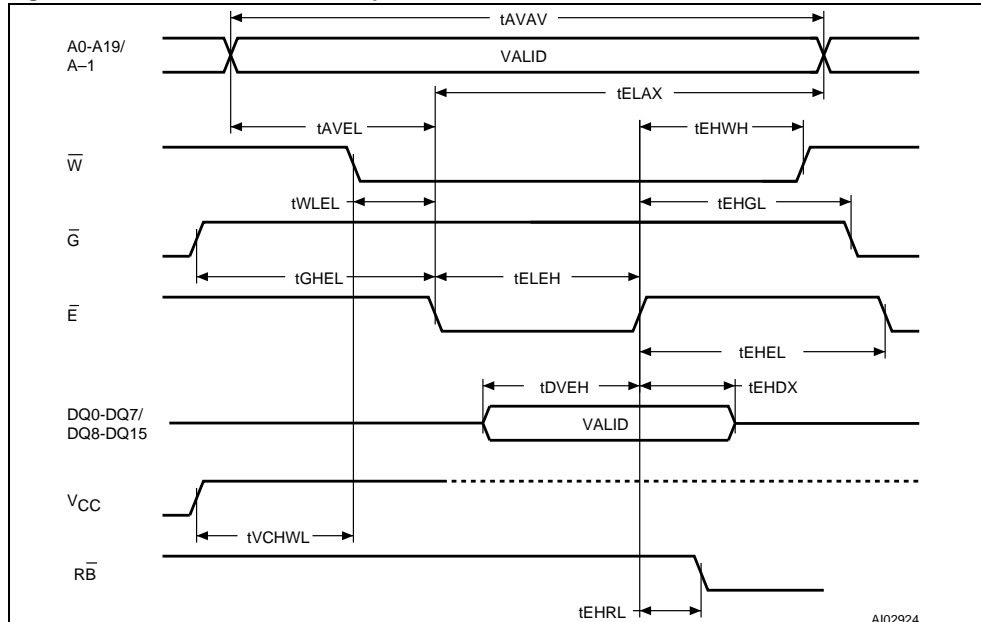 tAVAV
A0-A19/
A–1
VALID
tELAX
tAVEL
tEHWH
W̅
tWLEL
tEHGL
G̅
tGHEL
tELEH
E̅
tEHEL
tDVEH
tEHDX
DQ0-DQ7/
DQ8-DQ15
VALID
VCC
tVCHWL
RB̅
tEHRL
AI02924